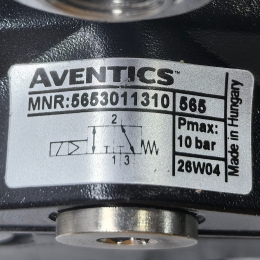 AVENTICS™
MNR:5653011310 565
2
1 3
Pmax:
10 bar
26W04
Made in Hungary